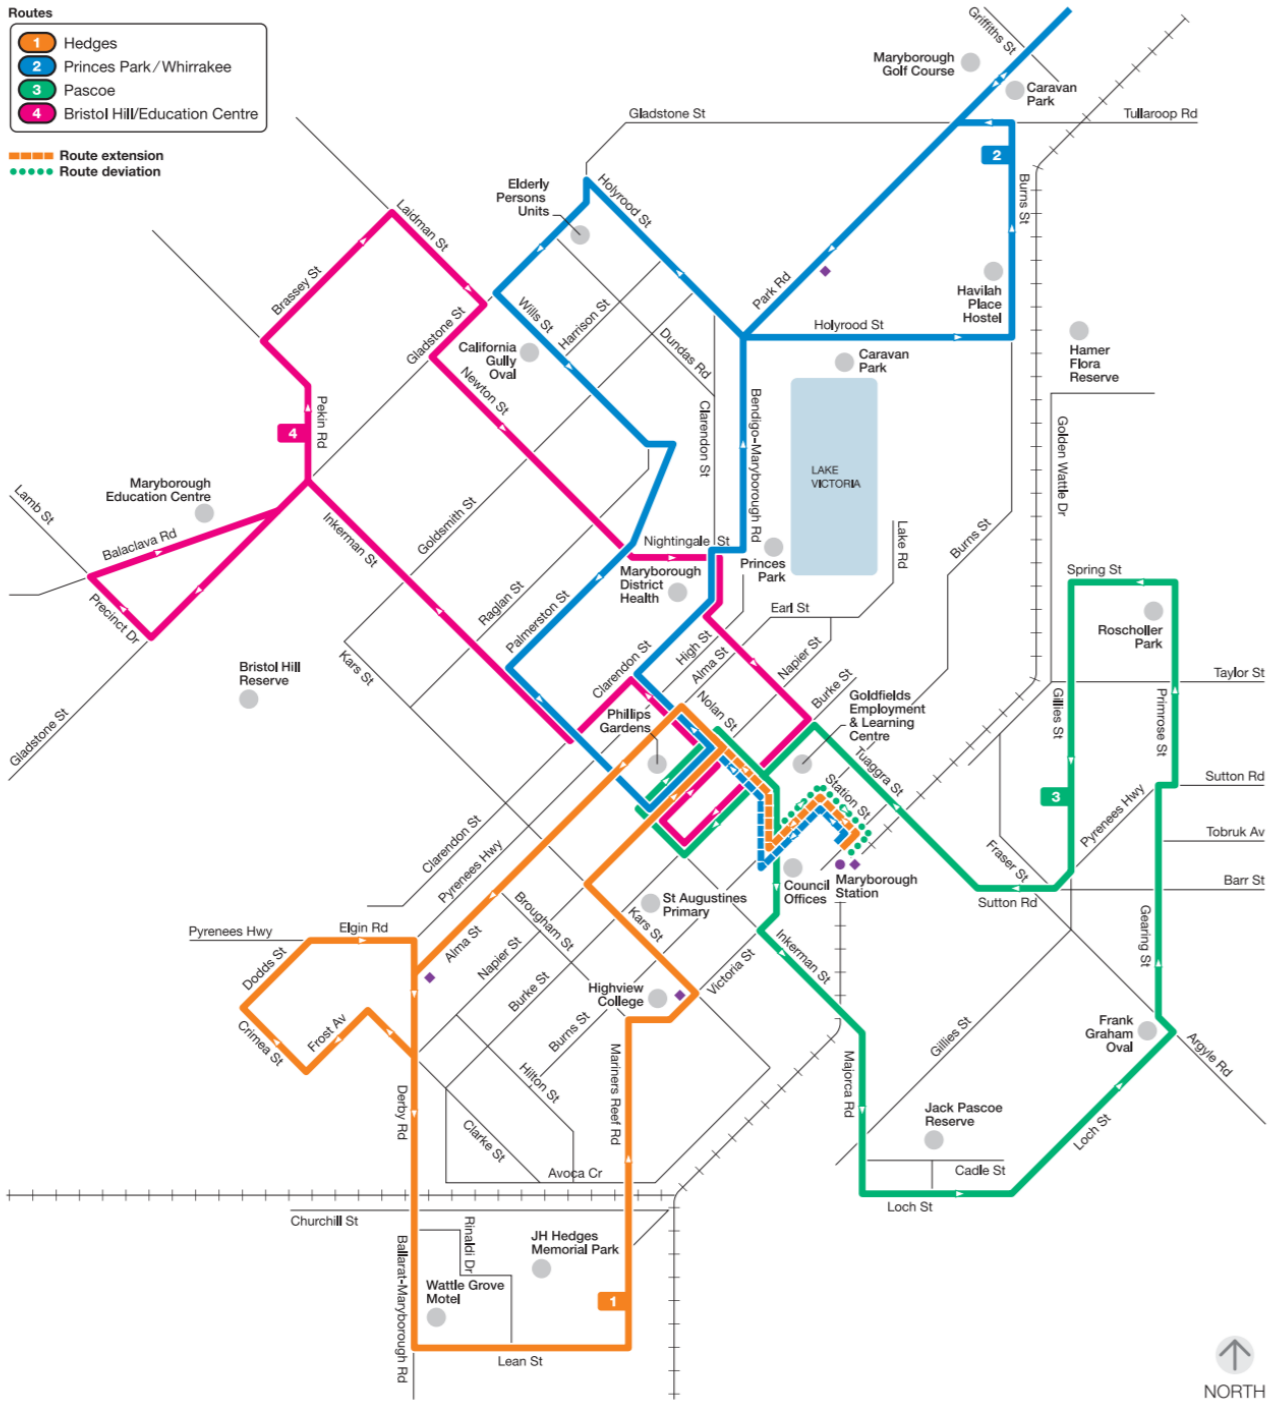 Routes
1 Hedges
2 Princes Park/Whirrakee
3 Pascoe
4 Bristol Hill/Education Centre
Route extension
Route deviation
Griffiths St
Maryborough
Golf Course
Caravan
Park
Gladstone St
Tullaroop Rd
2
Elderly
Persons
Units
Holyrood St
Burns St
Laidman St
Brassey St
Park Rd
Havilah
Place
Hostel
Wills St
Harrison St
Gladstone St
California
Gully
Oval
Dundas Rd
Holyrood St
Caravan
Park
Hamer
Flora
Reserve
Newton St
Pekin Rd
4
Clarendon St
Bendigo-Maryborough Rd
Golden Wattle Dr
LAKE
VICTORIA
Maryborough
Education Centre
Lamb St
Balaclava Rd
Inkerman St
Goldsmith St
Nightingale St
Lake Rd
Burns St
Princes
Park
Maryborough
District
Health
Spring St
Precinct Dr
Raglan St
Palmerston St
Earl St
Roscholler
Park
Kars St
High St
Alma St
Napier St
Clarendon St
Bristol Hill
Reserve
Burke St
Taylor St
Nolan St
Goldfields
Employment
& Learning
Centre
Gillies St
Primrose St
Phillips
Gardens
Gladstone St
Tuaggra St
Station St
Sutton Rd
3
Pyrenees Hwy
Tobruk Av
Clarendon St
Pyrenees Hwy
Fraser St
Council
Offices
Maryborough
Station
Barr St
Sutton Rd
St Augustines
Primary
Brougham St
Kars St
Gearing St
Pyrenees Hwy
Elgin Rd
Alma St
Napier St
Inkerman St
Victoria St
Dodds St
Burke St
Highview
College
Crimea St
Frost Av
Burns St
Gillies St
Frank
Graham
Oval
Argyle Rd
Hilton St
Mariners Reef Rd
Majorca Rd
Derby Rd
Clarke St
Jack Pascoe
Reserve
Loch St
Avoca Cr
Cadle St
Loch St
Churchill St
Rinaldi Dr
JH Hedges
Memorial Park
Ballarat-Maryborough Rd
Wattle Grove
Motel
1
Lean St
NORTH